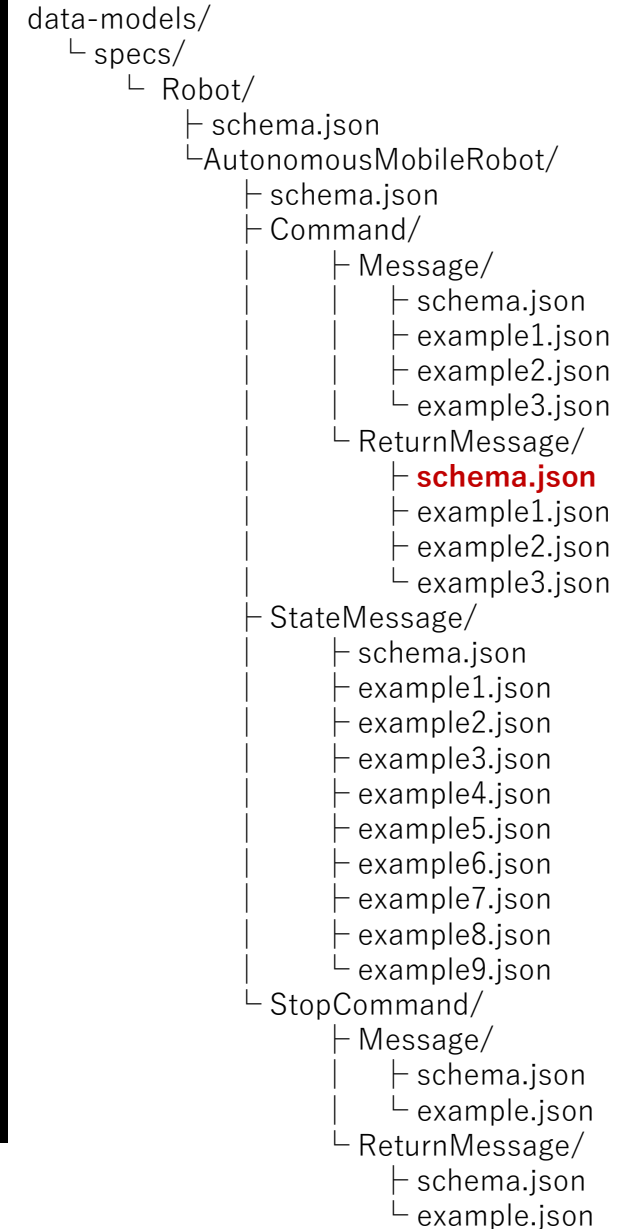 data-models/
└ specs/
└ Robot/
├ schema.json
└AutonomousMobileRobot/
├ schema.json
├ Command/
│ ├ Message/
│ │ ├ schema.json
│ │ ├ example1.json
│ │ ├ example2.json
│ │ └ example3.json
│ └ ReturnMessage/
│ ├ schema.json
│ ├ example1.json
│ ├ example2.json
│ └ example3.json
├ StateMessage/
│ ├ schema.json
│ ├ example1.json
│ ├ example2.json
│ ├ example3.json
│ ├ example4.json
│ ├ example5.json
│ ├ example6.json
│ ├ example7.json
│ ├ example8.json
│ └ example9.json
└ StopCommand/
├ Message/
│ ├ schema.json
│ └ example.json
└ ReturnMessage/
├ schema.json
└ example.json